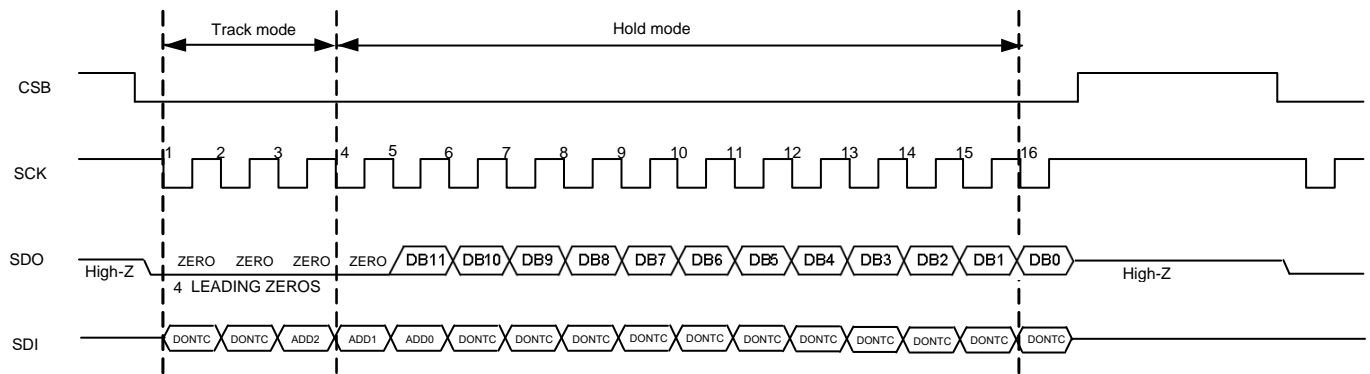 Track mode
Hold mode
CSB
SCK
1 2 3 4 5 6 7 8 9 10 11 12 13 14 15 16
SDO
High-Z
ZERO ZERO ZERO ZERO DB11 DB10 DB9 DB8 DB7 DB6 DB5 DB4 DB3 DB2 DB1 DB0
High-Z
4 LEADING ZEROS
SDI
DONTC DONTC ADD2 ADD1 ADD0 DONTC DONTC DONTC DONTC DONTC DONTC DONTC DONTC DONTC DONTC DONTC